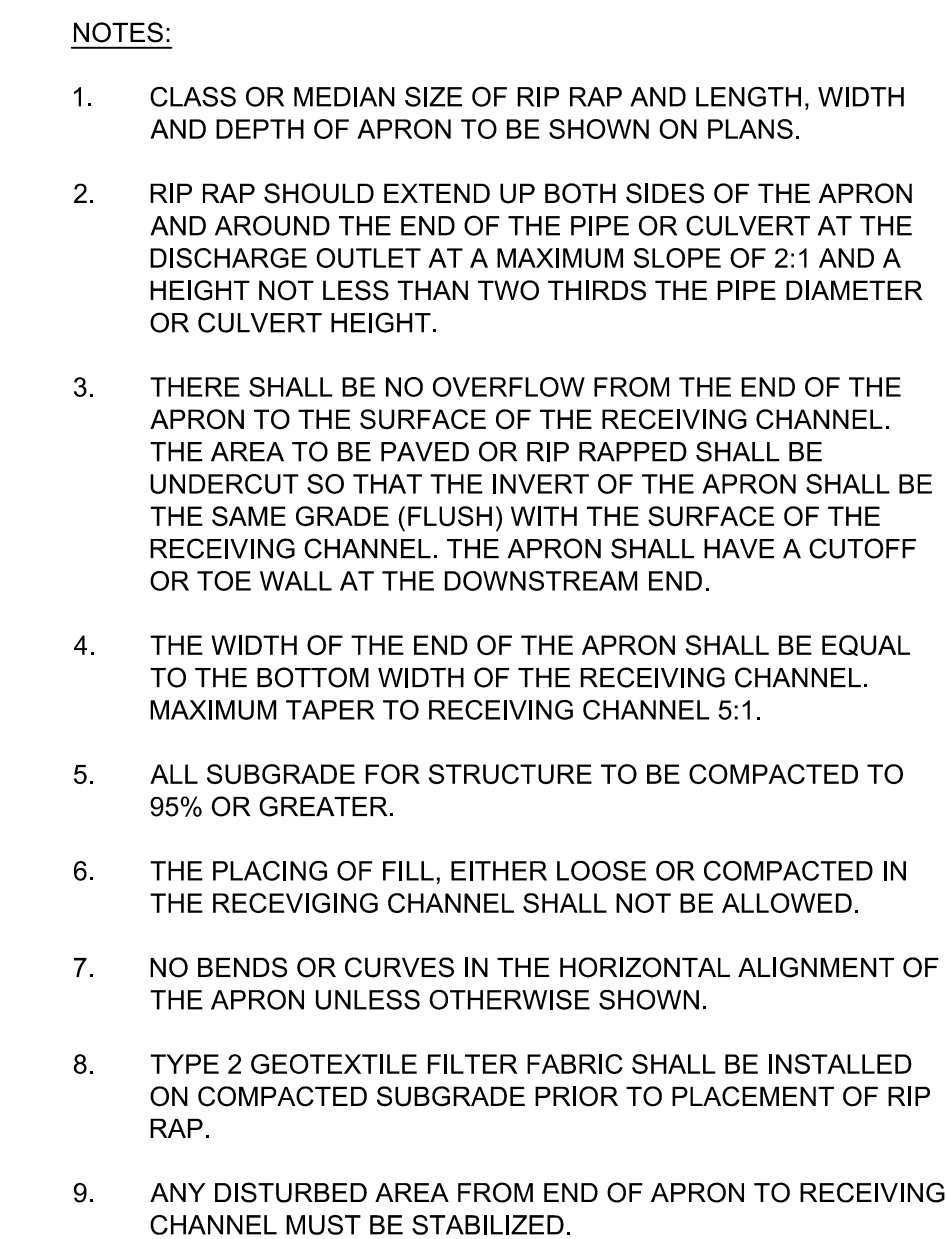 NOTES:
1. CLASS OR MEDIAN SIZE OF RIP RAP AND LENGTH, WIDTH
AND DEPTH OF APRON TO BE SHOWN ON PLANS.
2. RIP RAP SHOULD EXTEND UP BOTH SIDES OF THE APRON
AND AROUND THE END OF THE PIPE OR CULVERT AT THE
DISCHARGE OUTLET AT A MAXIMUM SLOPE OF 2:1 AND A
HEIGHT NOT LESS THAN TWO THIRDS THE PIPE DIAMETER
OR CULVERT HEIGHT.
3. THERE SHALL BE NO OVERFLOW FROM THE END OF THE
APRON TO THE SURFACE OF THE RECEIVING CHANNEL.
THE AREA TO BE PAVED OR RIP RAPPED SHALL BE
UNDERCUT SO THAT THE INVERT OF THE APRON SHALL BE
THE SAME GRADE (FLUSH) WITH THE SURFACE OF THE
RECEIVING CHANNEL. THE APRON SHALL HAVE A CUTOFF
OR TOE WALL AT THE DOWNSTREAM END.
4. THE WIDTH OF THE END OF THE APRON SHALL BE EQUAL
TO THE BOTTOM WIDTH OF THE RECEIVING CHANNEL.
MAXIMUM TAPER TO RECEIVING CHANNEL 5:1.
5. ALL SUBGRADE FOR STRUCTURE TO BE COMPACTED TO
95% OR GREATER.
6. THE PLACING OF FILL, EITHER LOOSE OR COMPACTED IN
THE RECEVIGING CHANNEL SHALL NOT BE ALLOWED.
7. NO BENDS OR CURVES IN THE HORIZONTAL ALIGNMENT OF
THE APRON UNLESS OTHERWISE SHOWN.
8. TYPE 2 GEOTEXTILE FILTER FABRIC SHALL BE INSTALLED
ON COMPACTED SUBGRADE PRIOR TO PLACEMENT OF RIP
RAP.
9. ANY DISTURBED AREA FROM END OF APRON TO RECEIVING
CHANNEL MUST BE STABILIZED.